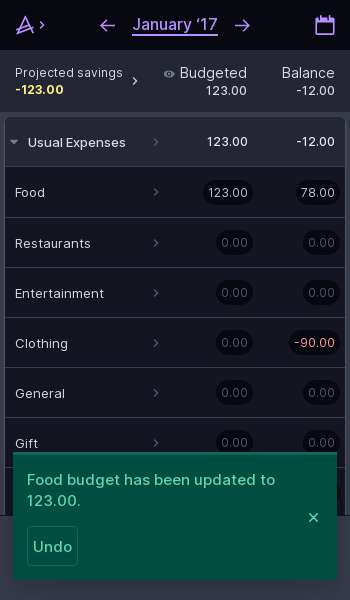 January ‘17
Projected savings
-123.00
Budgeted
123.00
Balance
-12.00
Usual Expenses 123.00 -12.00
Food 123.00 78.00
Restaurants 0.00 0.00
Entertainment 0.00 0.00
Clothing 0.00 -90.00
General 0.00 0.00
Gift 0.00 0.00
Food budget has been updated to
123.00.
Undo